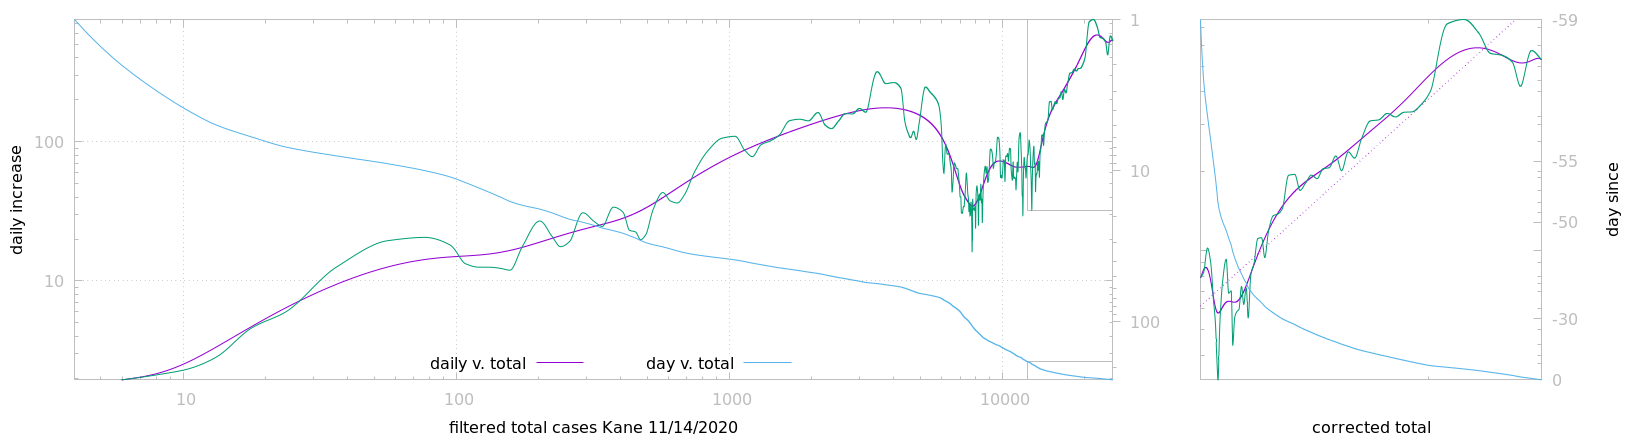 daily increase
100
10
daily v. total
day v. total
10
100
1000
10000
filtered total cases Kane 11/14/2020
1
10
100
-59
-55
-50
-30
0
day since
corrected total